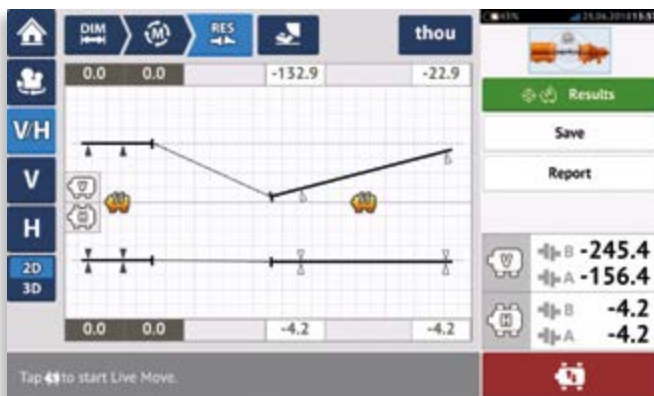 DIM
RES
thou
0.0 0.0 -132.9 -22.9
V/H
V
H
2D
3D
V
H
0.0 0.0 -4.2 -4.2
Tap to start Live Move.
Results
Save
Report
V
B -245.4
A -156.4
H
B -4.2
A -4.2